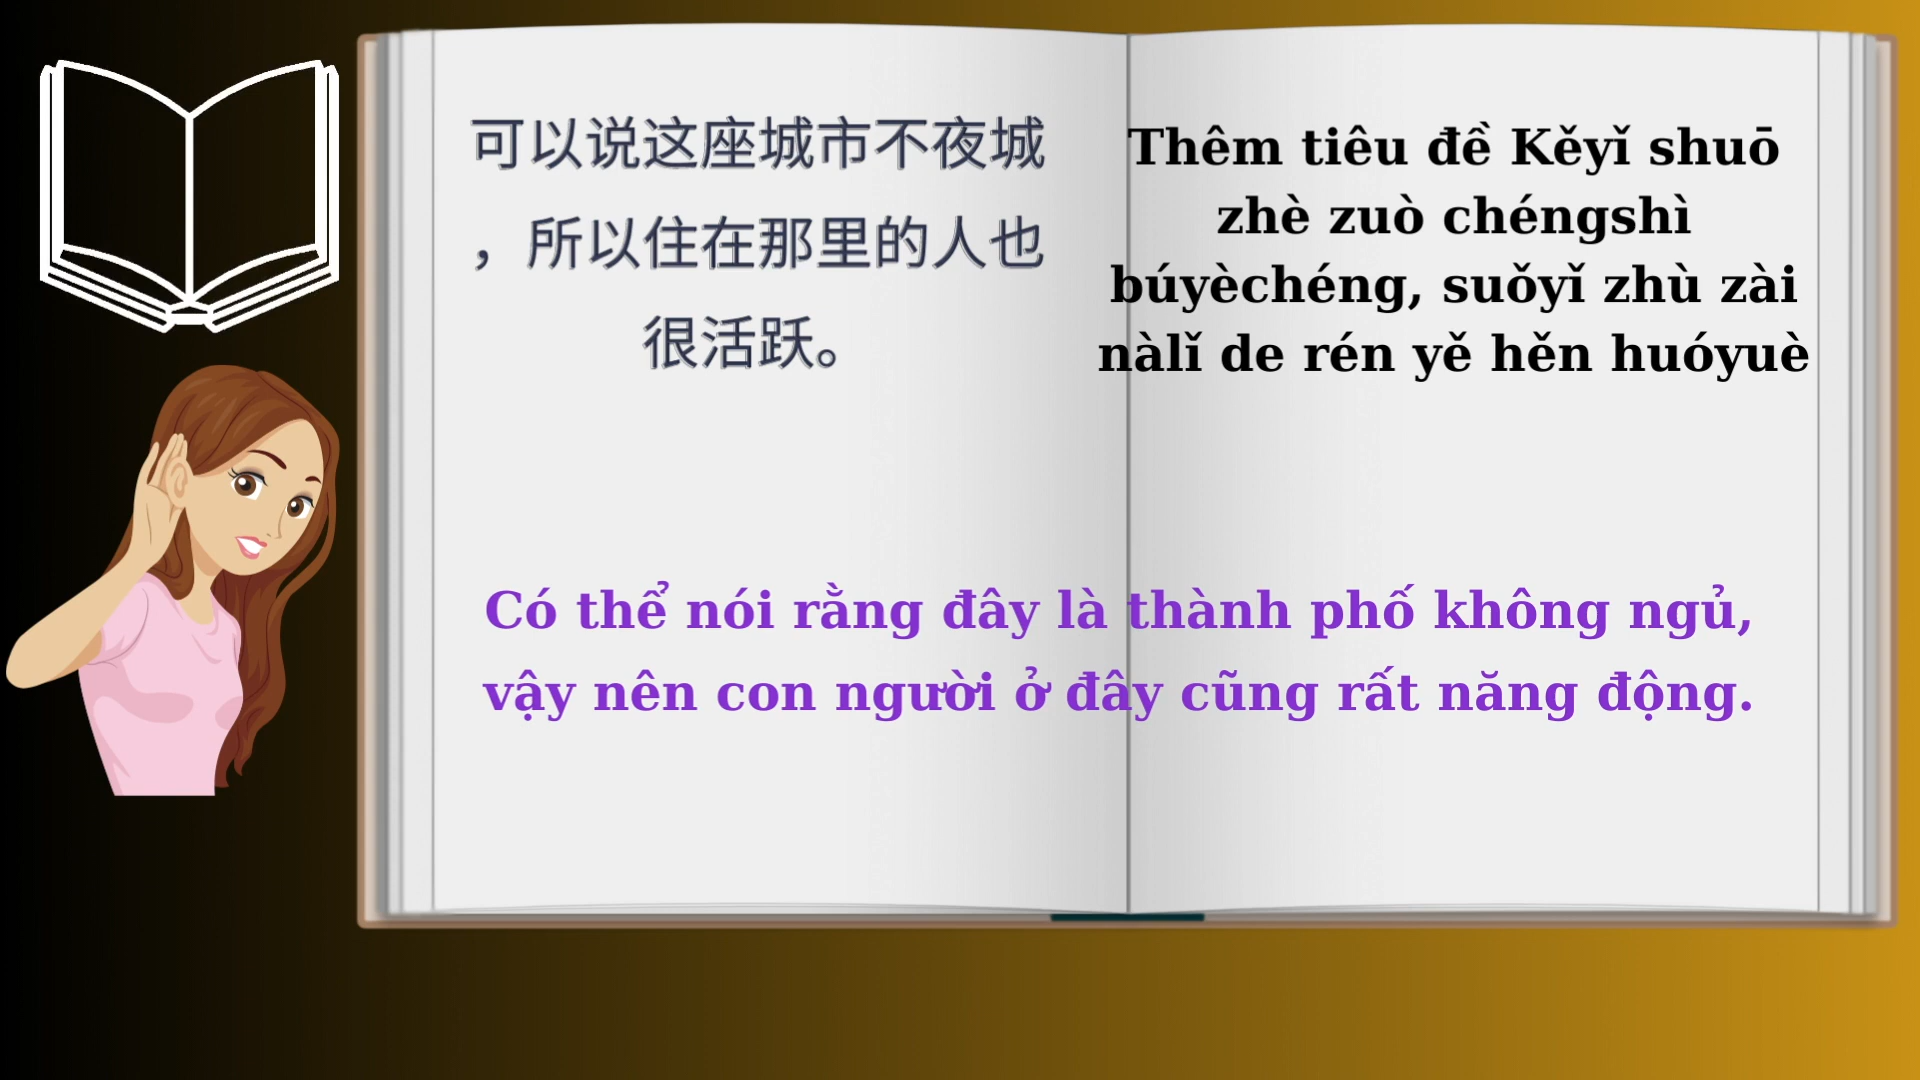 可以说这座城市不夜城
，所以住在那里的人也
很活跃。
Thêm tiêu đề Kěyǐ shuō
zhè zuò chéngshì
búyèchéng, suǒyǐ zhù zài
nàlǐ de rén yě hěn huóyuè
Có thể nói rằng đây là thành phố không ngủ,
vậy nên con người ở đây cũng rất năng động.